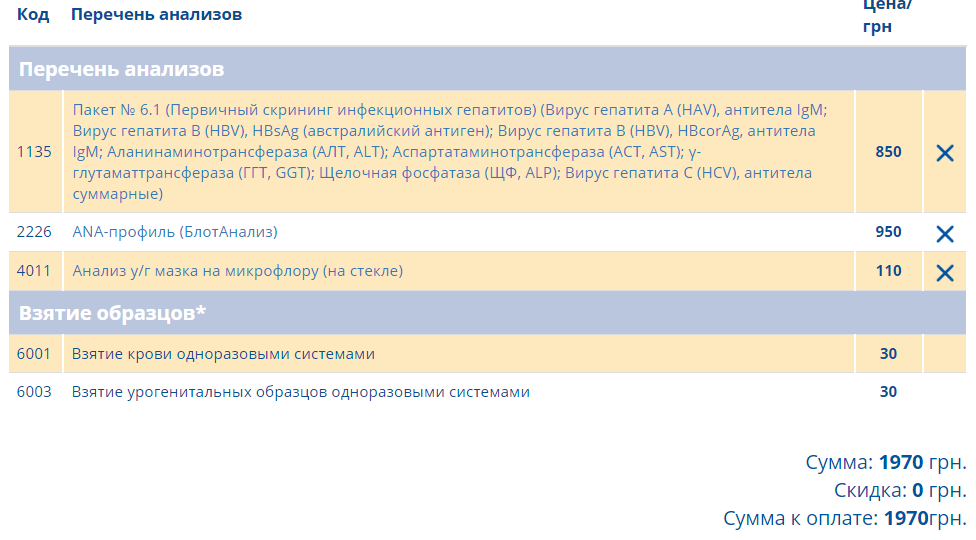 Код Перечень анализов Цена/
грн
Перечень анализов
Пакет № 6.1 (Первичный скрининг инфекционных гепатитов) (Вирус гепатита А (HAV), антитела IgM;
Вирус гепатита В (HBV), HBsAg (австралийский антиген); Вирус гепатита В (HBV), HBcorAg, антитела
1135 IgM; Аланинаминотрансфераза (АЛТ, ALT); Аспартатаминотрансфераза (АСТ, AST); γ- 850
глутаматтрансфераза (ГГТ, GGT); Щелочная фосфатаза (ЩФ, ALP); Вирус гепатита С (HCV), антитела
суммарные)
2226 ANA-профиль (БлотАнализ) 950
4011 Анализ у/г мазка на микрофлору (на стекле) 110
Взятие образцов*
6001 Взятие крови одноразовыми системами 30
6003 Взятие урогенитальных образцов одноразовыми системами 30
Сумма: 1970 грн.
Скидка: 0 грн.
Сумма к оплате: 1970грн.